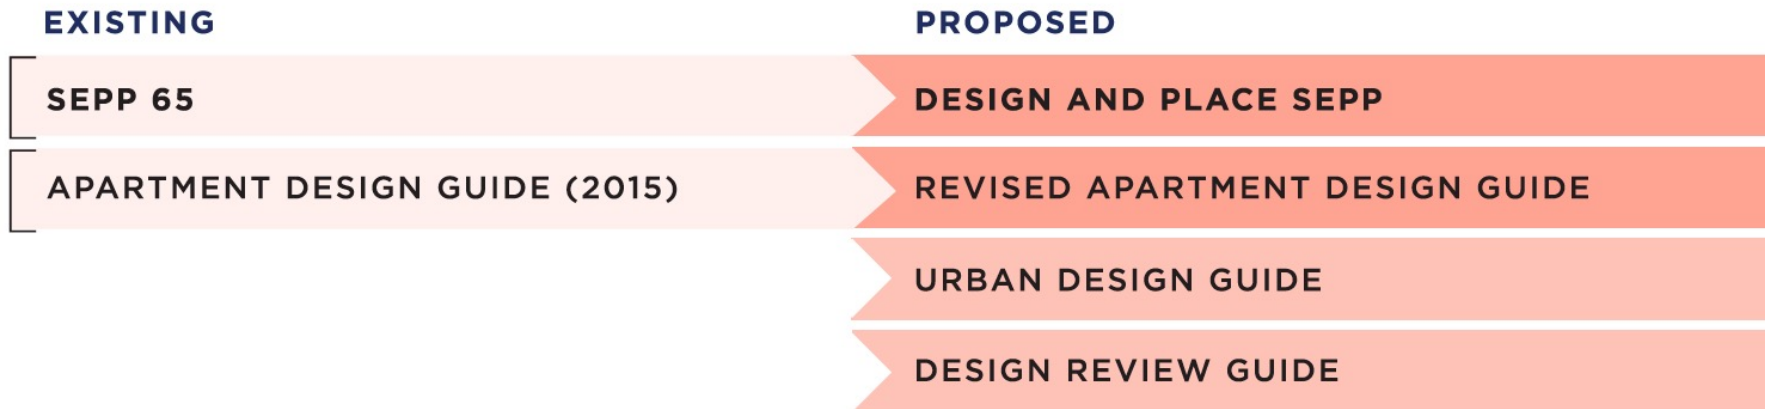 EXISTING
PROPOSED
SEPP 65
DESIGN AND PLACE SEPP
APARTMENT DESIGN GUIDE (2015)
REVISED APARTMENT DESIGN GUIDE
URBAN DESIGN GUIDE
DESIGN REVIEW GUIDE